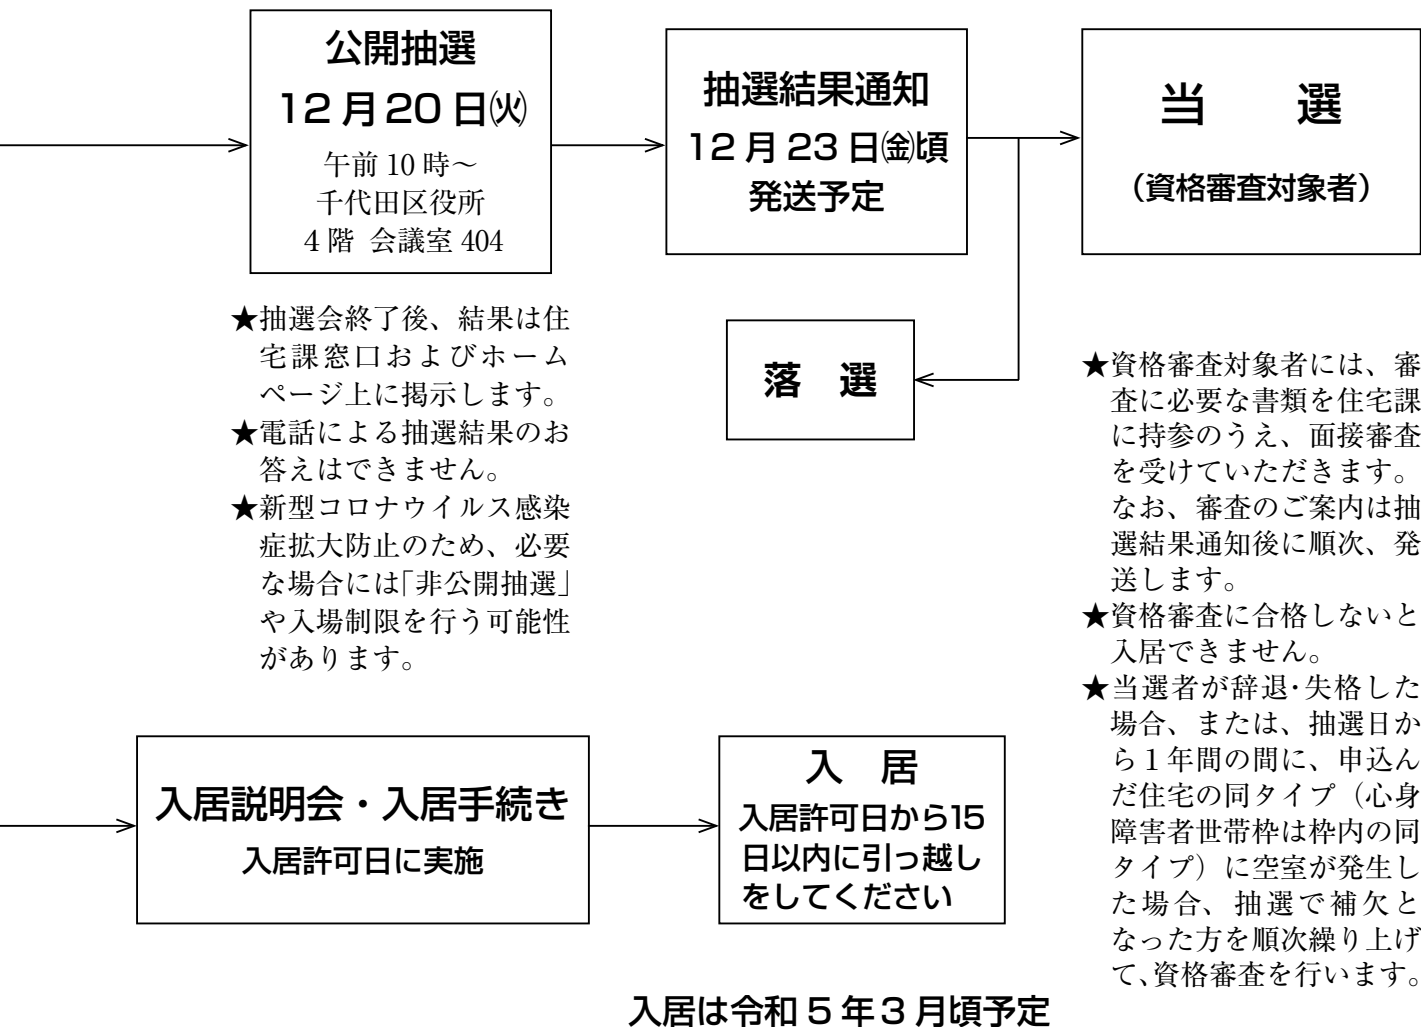 公開抽選
12月20日㈫
午前10時～
千代田区役所
4階 会議室404
抽選結果通知
12月23日㈮頃
発送予定
当　選
（資格審査対象者）
落　選
★抽選会終了後、結果は住
宅課窓口およびホーム
ページ上に掲示します。
★電話による抽選結果のお
答えはできません。
★新型コロナウイルス感染
症拡大防止のため、必要
な場合には「非公開抽選」
や入場制限を行う可能性
があります。
★資格審査対象者には、審
査に必要な書類を住宅課
に持参のうえ、面接審査
を受けていただきます。
なお、審査のご案内は抽
選結果通知後に順次、発
送します。
★資格審査に合格しないと
入居できません。
★当選者が辞退・失格した
場合、または、抽選日か
ら1年間の間に、申込ん
だ住宅の同タイプ（心身
障害者世帯枠は枠内の同
タイプ）に空室が発生し
た場合、抽選で補欠と
なった方を順次繰り上げ
て、資格審査を行います。
入居説明会・入居手続き
入居許可日に実施
入　居
入居許可日から15
日以内に引っ越し
をしてください
入居は令和5年3月頃予定